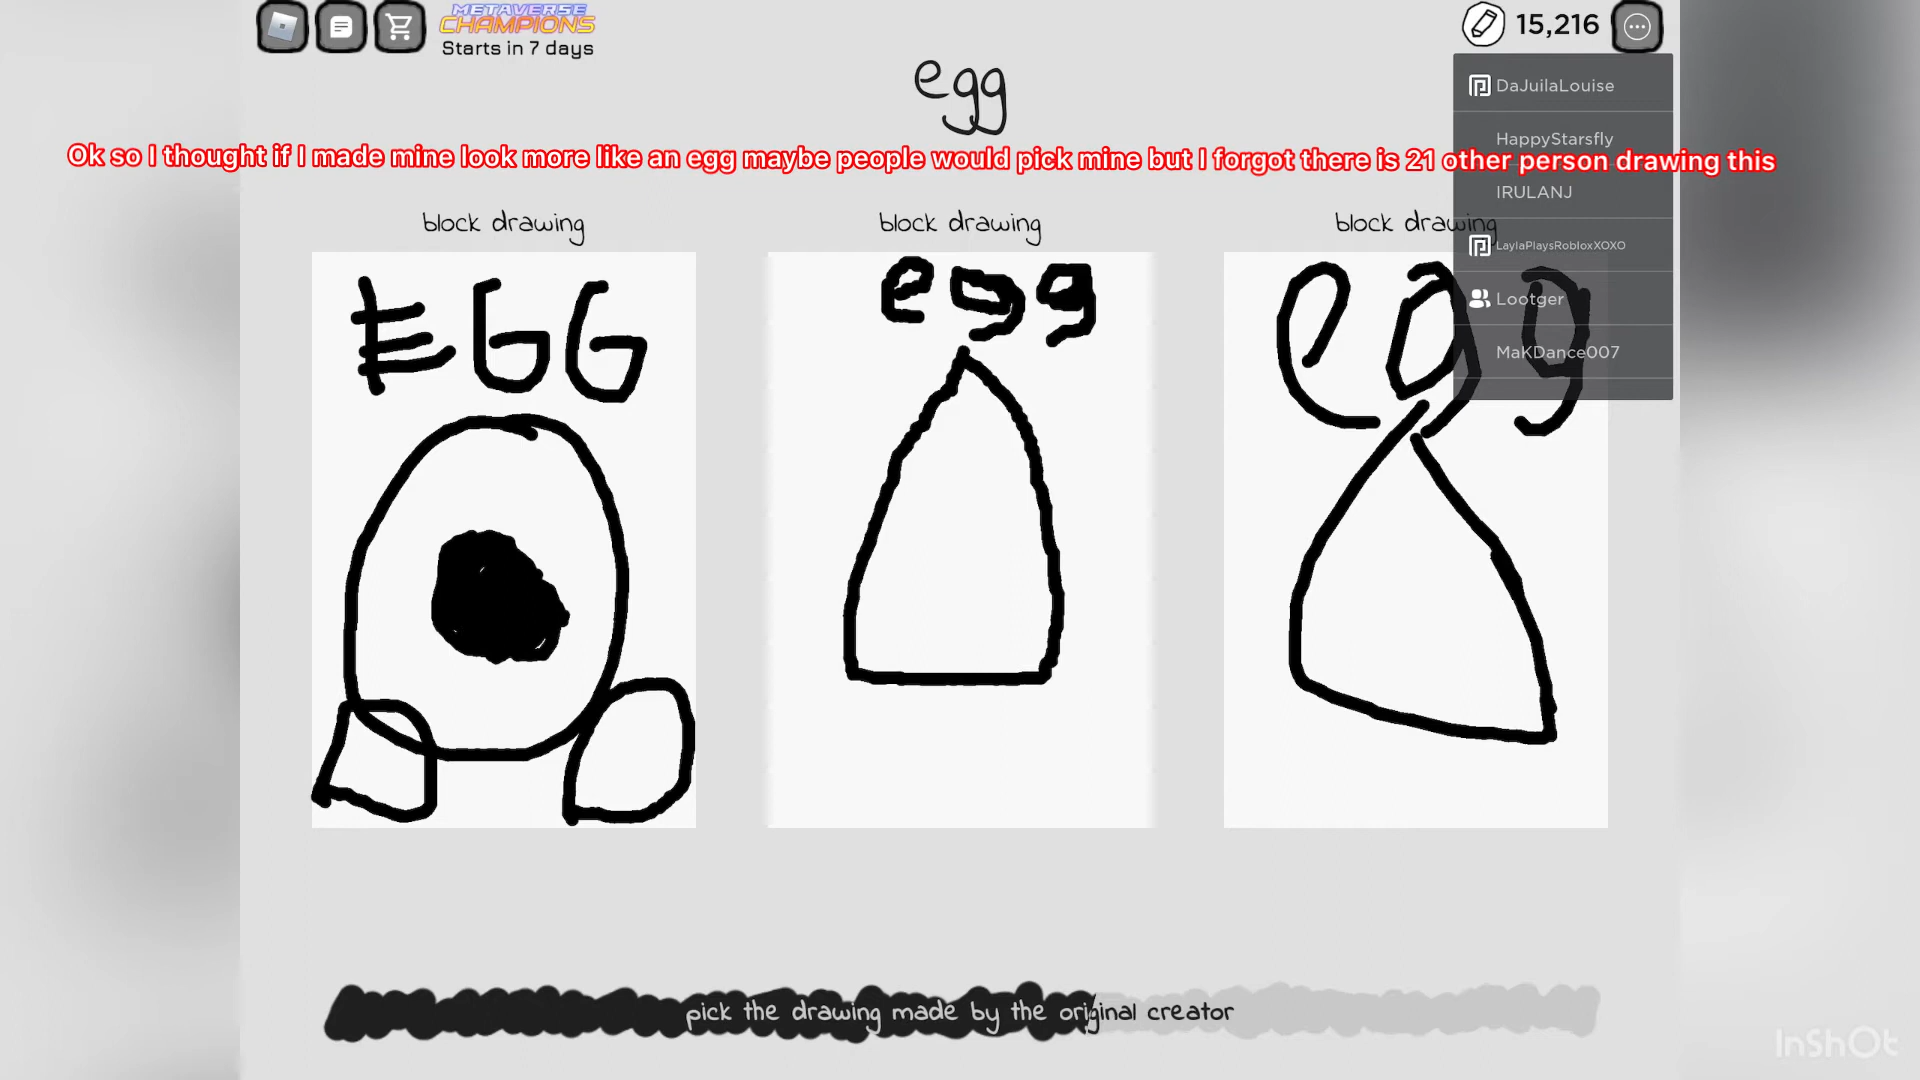 METAVERSE
CHAMPIONS
Starts in 7 days
15,216
egg
DaJuilaLouise
HappyStarsfly
Ok so I thought if I made mine look more like an egg maybe people would pick mine but I forgot there is 21 other person drawing this
IRULANJ
block drawing
block drawing
block drawing
LaylaPlaysRobloxXOXO
Lootger
MaKDance007
EGG
egg
egg
pick the drawing made by the original creator
InShOt